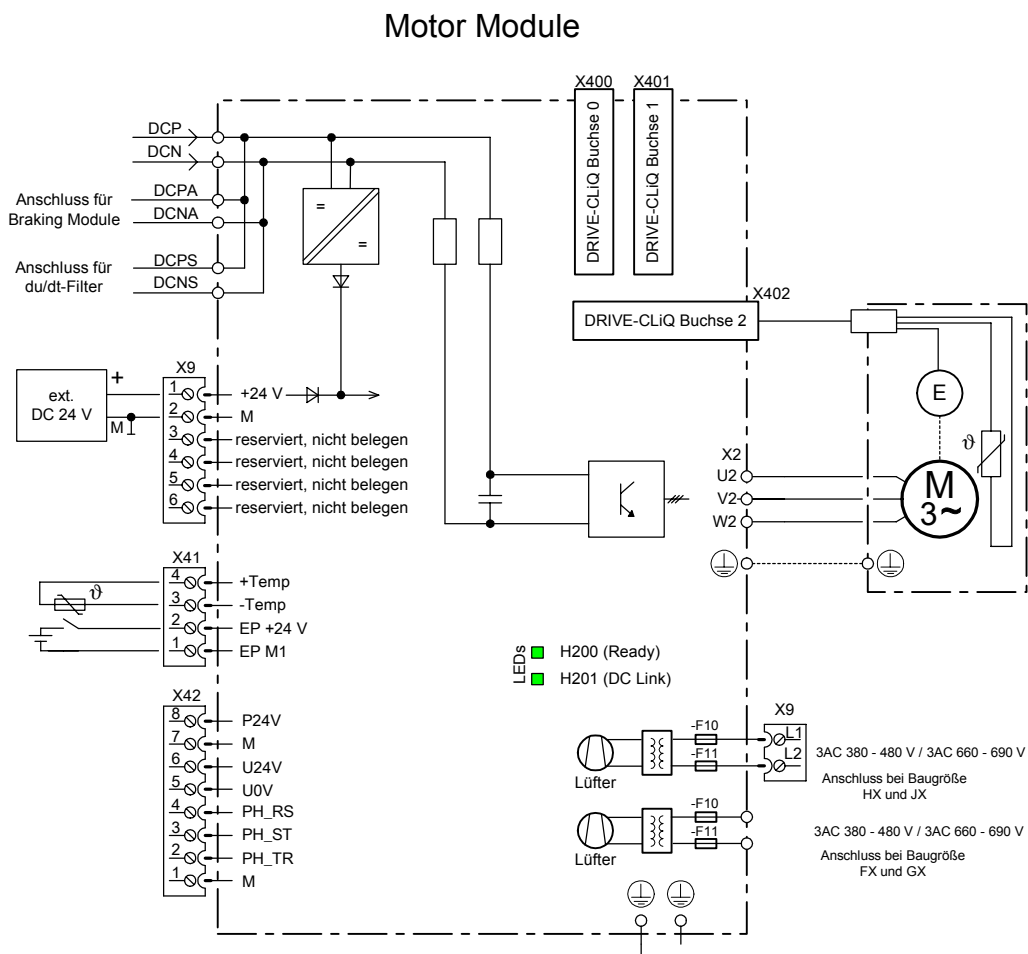 Motor Module
X400
X401
DRIVE-CLiQ Buchse 0
DRIVE-CLiQ Buchse 1
DCP
DCN
DCPA
DCNA
Anschluss für
Braking Module
DCPS
DCNS
Anschluss für
du/dt-Filter
=
=
X402
DRIVE-CLiQ Buchse 2
X9
ext.
DC 24 V
+
M
1
+24 V
2
M
3
reserviert, nicht belegen
4
reserviert, nicht belegen
5
reserviert, nicht belegen
6
reserviert, nicht belegen
E
ϑ
M
3~
X2
U2
V2
W2
X41
ϑ
4
+Temp
3
-Temp
2
EP +24 V
1
EP M1
LEDs
H200 (Ready)
H201 (DC Link)
X42
8
P24V
7
M
6
U24V
5
U0V
4
PH_RS
3
PH_ST
2
PH_TR
1
M
Lüfter
-F10
-F11
X9
L1
L2
3AC 380 - 480 V / 3AC 660 - 690 V
Anschluss bei Baugröße
HX und JX
Lüfter
-F10
-F11
3AC 380 - 480 V / 3AC 660 - 690 V
Anschluss bei Baugröße
FX und GX